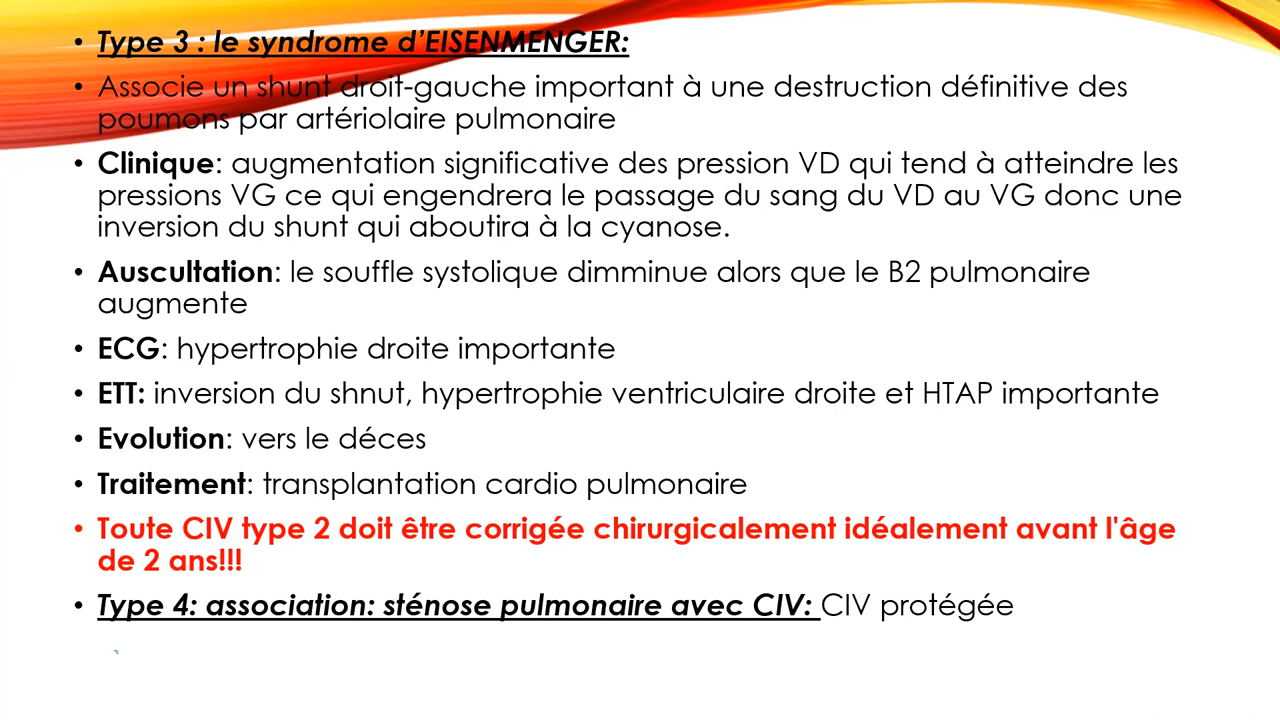 • Type 3 : le syndrome d’EISENMENGER:
• Associe un shunt droit-gauche important à une destruction définitive des
poumons par artériolaire pulmonaire
• Clinique: augmentation significative des pression VD qui tend à atteindre les
pressions VG ce qui engendrera le passage du sang du VD au VG donc une
inversion du shunt qui aboutira à la cyanose.
• Auscultation: le souffle systolique dimminue alors que le B2 pulmonaire
augmente
• ECG: hypertrophie droite importante
• ETT: inversion du shnut, hypertrophie ventriculaire droite et HTAP importante
• Evolution: vers le déces
• Traitement: transplantation cardio pulmonaire
• Toute CIV type 2 doit être corrigée chirurgicalement idéalement avant l'âge
de 2 ans!!!
• Type 4: association: sténose pulmonaire avec CIV: CIV protégée